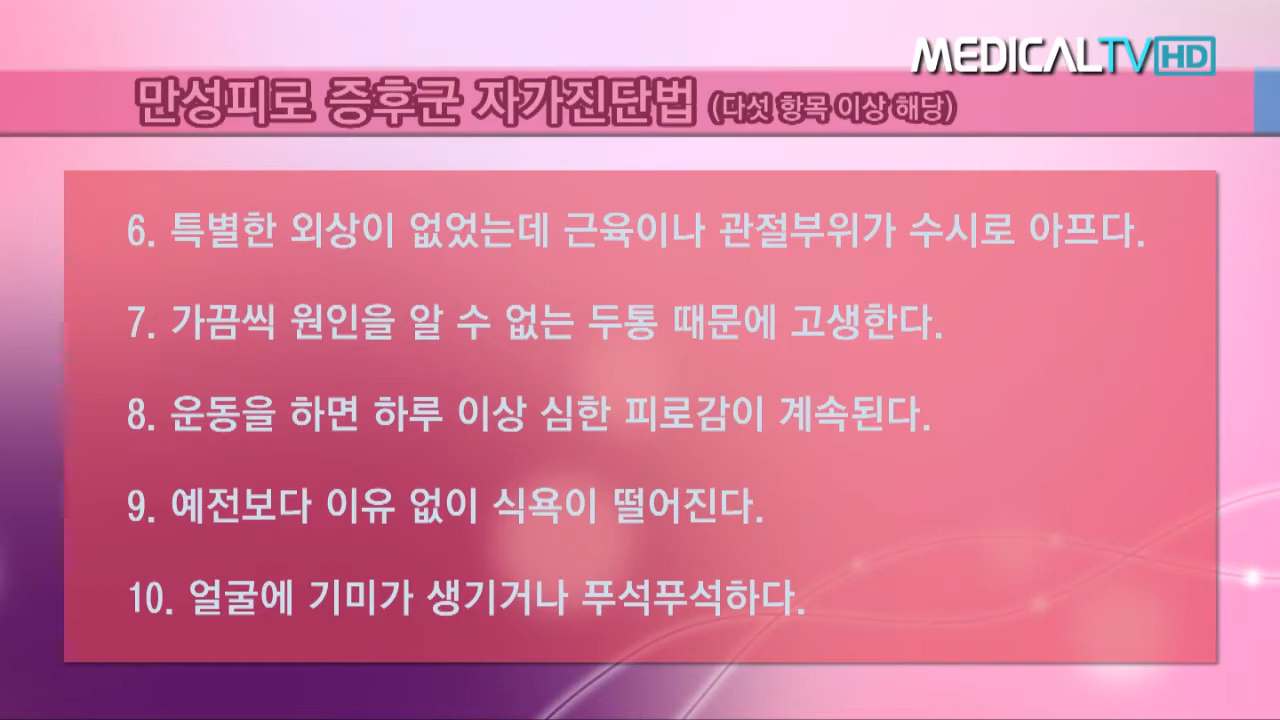 MEDICALTV HD
만성피로 증후군 자가진단법 (다섯 항목 이상 해당)
6. 특별한 외상이 없었는데 근육이나 관절부위가 수시로 아프다.
7. 가끔씩 원인을 알 수 없는 두통 때문에 고생한다.
8. 운동을 하면 하루 이상 심한 피로감이 계속된다.
9. 예전보다 이유 없이 식욕이 떨어진다.
10. 얼굴에 기미가 생기거나 푸석푸석하다.